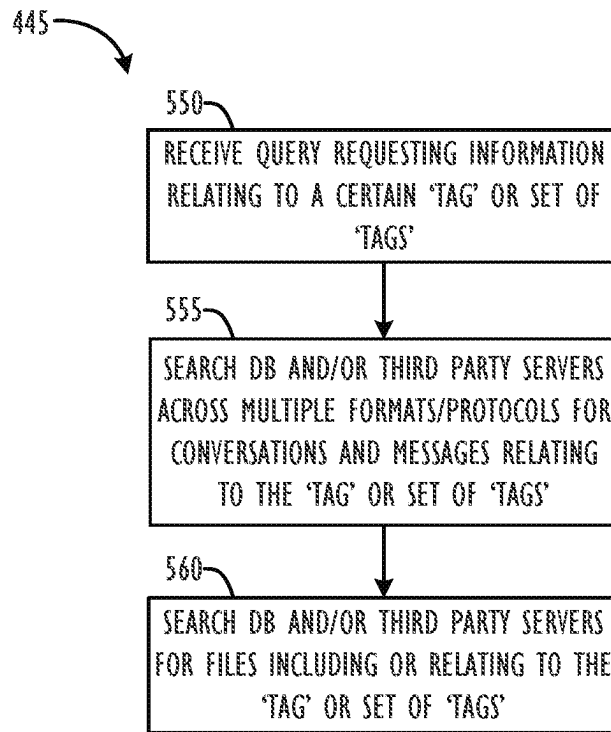 445
550
RECEIVE QUERY REQUESTING INFORMATION
RELATING TO A CERTAIN ‘TAG’ OR SET OF
‘TAGS’
555
SEARCH DB AND/OR THIRD PARTY SERVERS
ACROSS MULTIPLE FORMATS/PROTOCOLS FOR
CONVERSATIONS AND MESSAGES RELATING
TO THE ‘TAG’ OR SET OF ‘TAGS’
560
SEARCH DB AND/OR THIRD PARTY SERVERS
FOR FILES INCLUDING OR RELATING TO THE
‘TAG’ OR SET OF ‘TAGS’